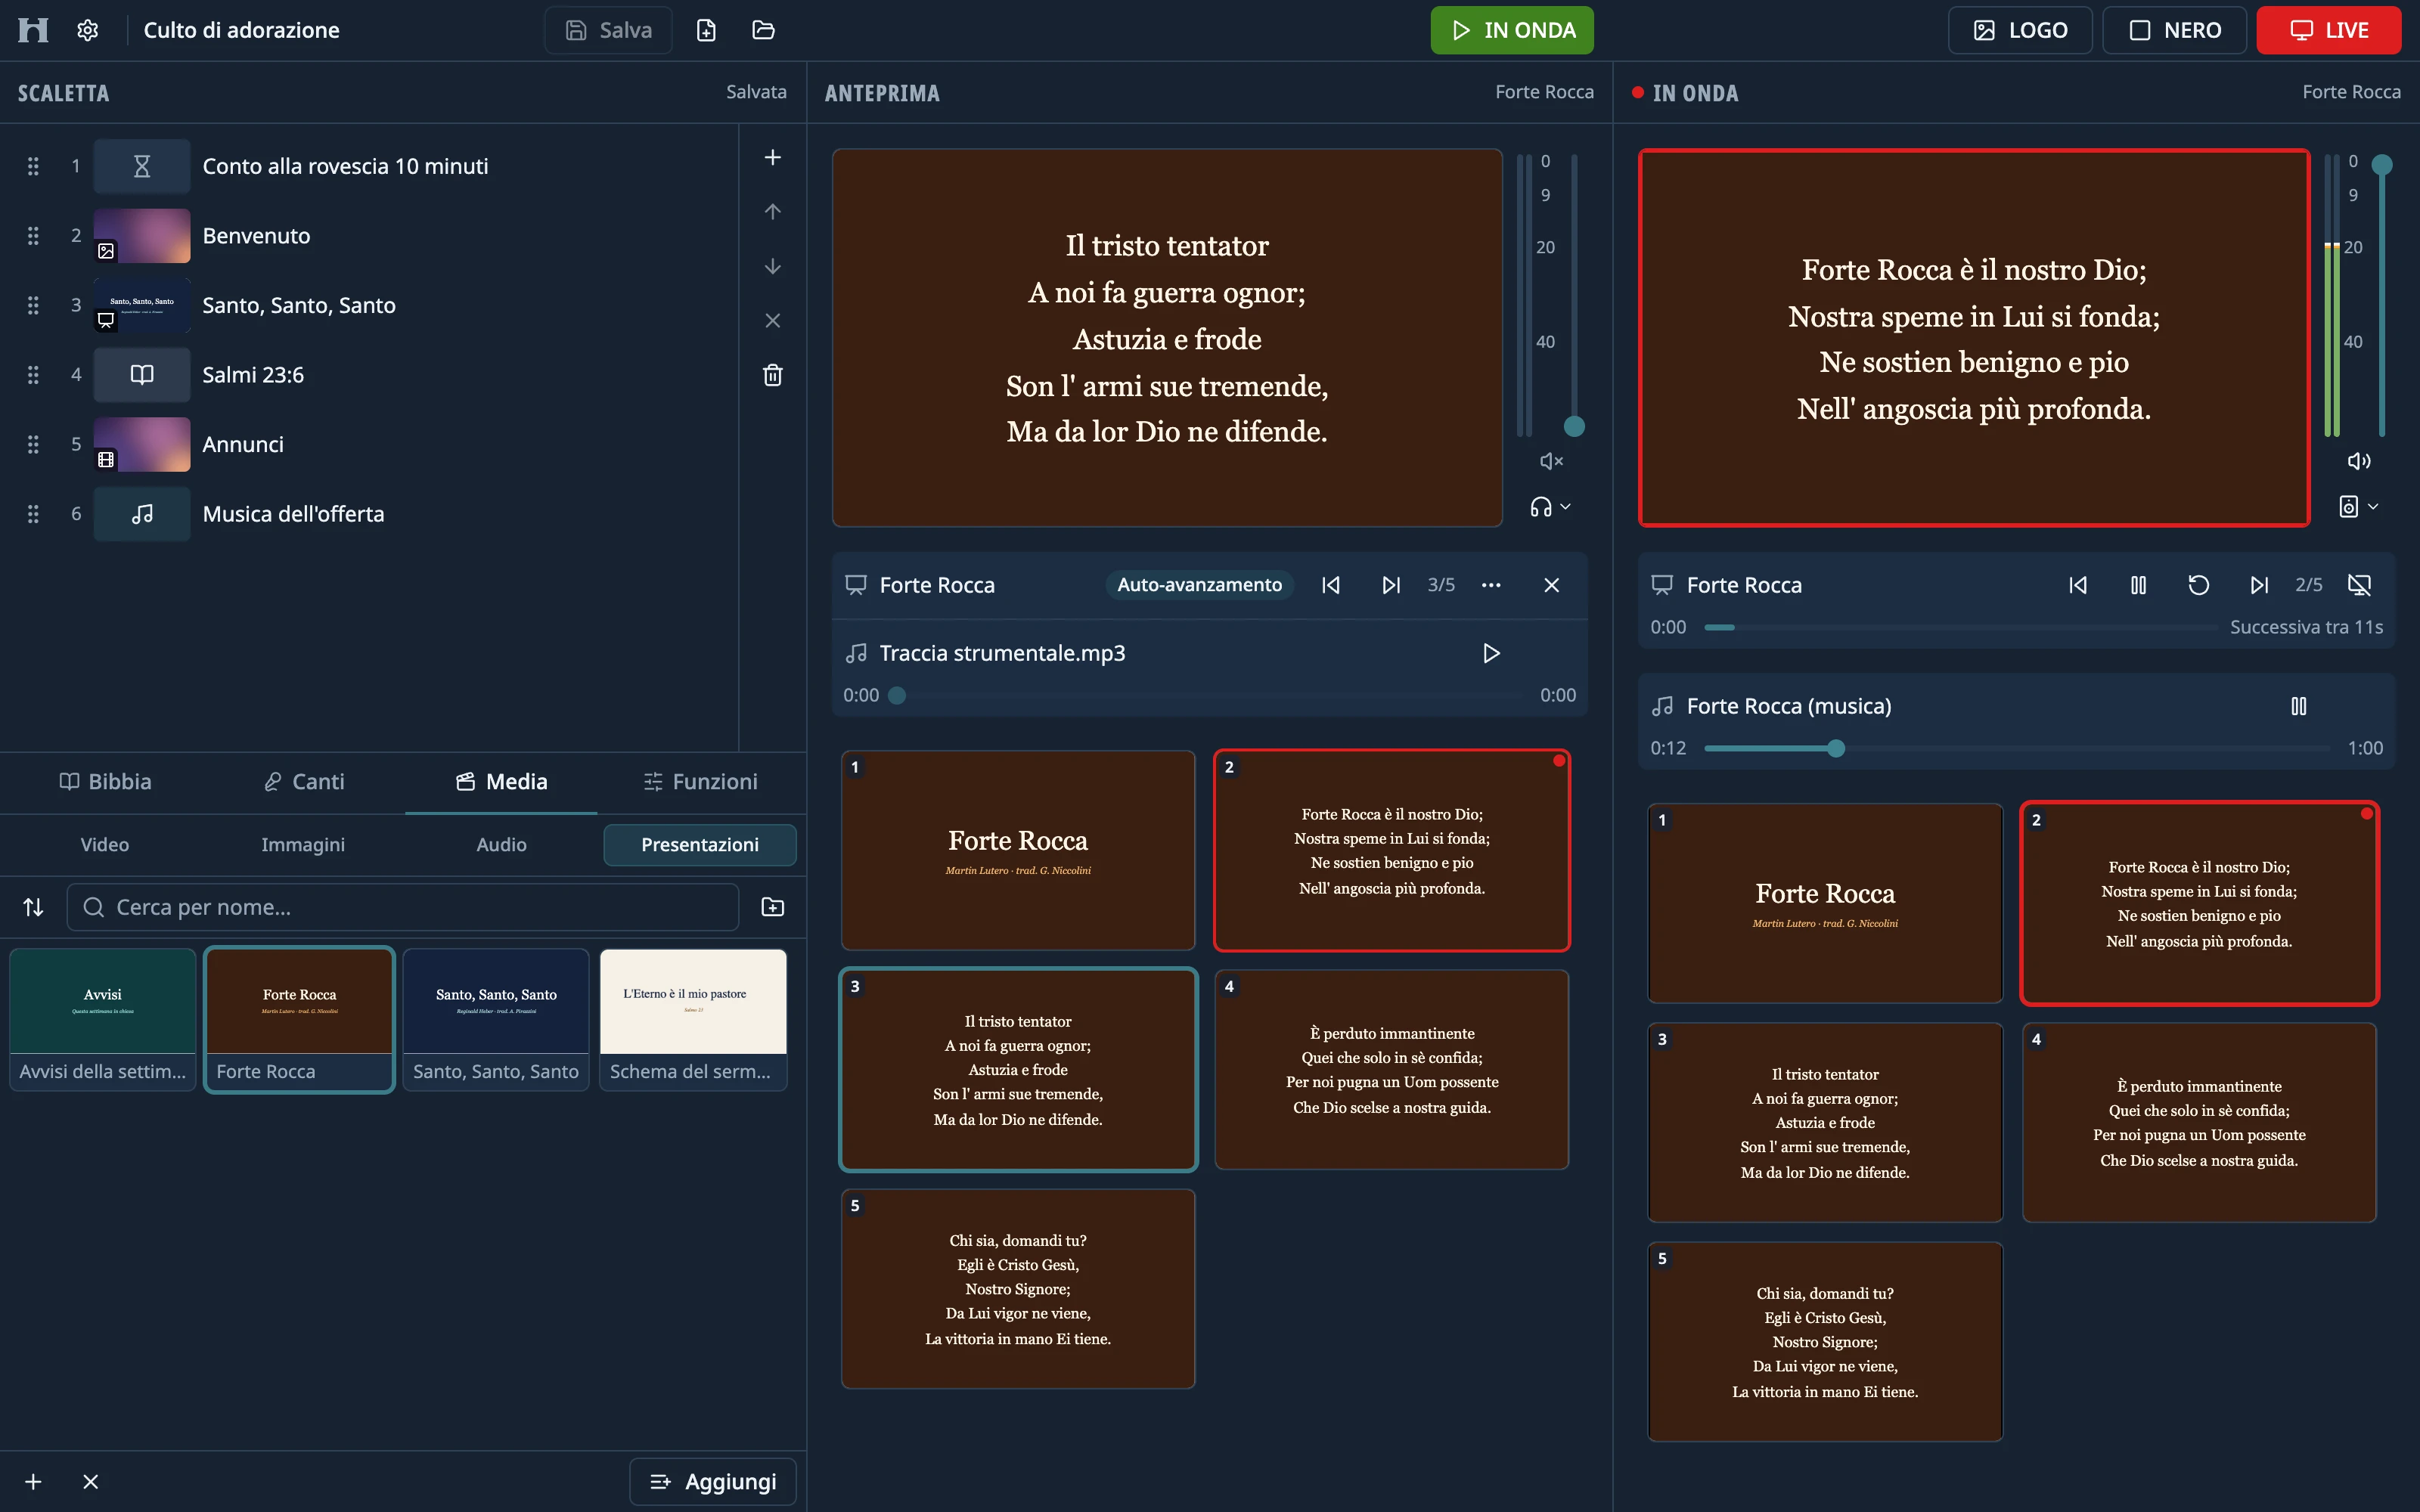 Culto di adorazione
Salva
IN ONDA
LOGO
NERO
LIVE
SCALETTA
Salvata
1
Conto alla rovescia 10 minuti
2
Benvenuto
3
Santo, Santo, Santo
Santo, Santo, Santo
4
Salmi 23:6
5
Annunci
6
Musica dell'offerta
Bibbia
Canti
Media
Funzioni
Video
Immagini
Audio
Presentazioni
Cerca per nome...
Avvisi
Questa settimana in chiesa
Avvisi della settim...
Forte Rocca
Martin Lutero · trad. G. Niccolini
Forte Rocca
Santo, Santo, Santo
Reginald Heber · trad. A. Pirazzini
Santo, Santo, Santo
L'Eterno è il mio pastore
Salmo 23
Schema del serm...
Aggiungi
ANTEPRIMA
Forte Rocca
Il tristo tentator
A noi fa guerra ognor;
Astuzia e frode
Son l' armi sue tremende,
Ma da lor Dio ne difende.
0
9
20
40
Forte Rocca
Auto-avanzamento
3/5
Traccia strumentale.mp3
0:00
0:00
1
Forte Rocca
Martin Lutero · trad. G. Niccolini
2
Forte Rocca è il nostro Dio;
Nostra speme in Lui si fonda;
Ne sostien benigno e pio
Nell' angoscia più profonda.
3
Il tristo tentator
A noi fa guerra ognor;
Astuzia e frode
Son l' armi sue tremende,
Ma da lor Dio ne difende.
4
È perduto immantinente
Quei che solo in sè confida;
Per noi pugna un Uom possente
Che Dio scelse a nostra guida.
5
Chi sia, domandi tu?
Egli è Cristo Gesù,
Nostro Signore;
Da Lui vigor ne viene,
La vittoria in mano Ei tiene.
IN ONDA
Forte Rocca
Forte Rocca è il nostro Dio;
Nostra speme in Lui si fonda;
Ne sostien benigno e pio
Nell' angoscia più profonda.
0
9
20
40
Forte Rocca
2/5
0:00
Successiva tra 11s
Forte Rocca (musica)
0:12
1:00
1
Forte Rocca
Martin Lutero · trad. G. Niccolini
2
Forte Rocca è il nostro Dio;
Nostra speme in Lui si fonda;
Ne sostien benigno e pio
Nell' angoscia più profonda.
3
Il tristo tentator
A noi fa guerra ognor;
Astuzia e frode
Son l' armi sue tremende,
Ma da lor Dio ne difende.
4
È perduto immantinente
Quei che solo in sè confida;
Per noi pugna un Uom possente
Che Dio scelse a nostra guida.
5
Chi sia, domandi tu?
Egli è Cristo Gesù,
Nostro Signore;
Da Lui vigor ne viene,
La vittoria in mano Ei tiene.